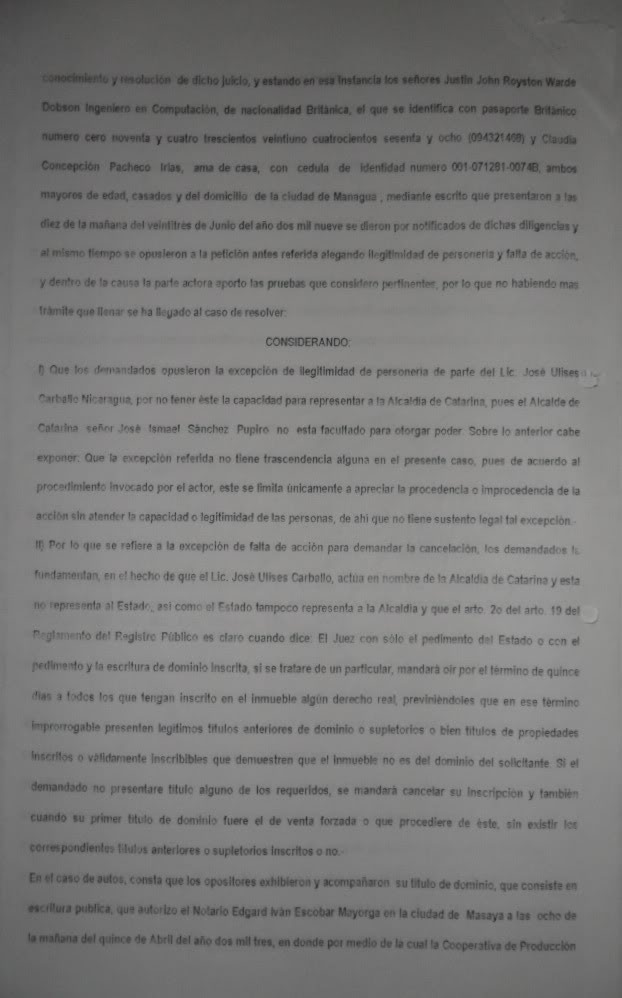 conocimiento y resolución de dicho juicio, y estando en esa instancia los señores Justin John Royston Warde
Dobson Ingeniero en Computación, de nacionalidad Británica, el que se identifica con pasaporte Británico
numero cero noventa y cuatro trescientos veintiuno cuatrocientos sesenta y ocho (094321468) y Claudia
Concepción Pacheco Irias, ama de casa, con cedula de identidad numero 001-071281-0074B, ambos
mayores de edad, casados y del domicilio de la ciudad de Managua , mediante escrito que presentaron a las
diez de la mañana del veintitrés de Junio del año dos mil nueve se dieron por notificados de dichas diligencias y
al mismo tiempo se opusieron a la petición antes referida alegando ilegitimidad de personería y falta de acción,
y dentro de la causa la parte actora aporto las pruebas que considero pertinentes, por lo que no habiendo mas
trámite que llenar se ha llegado al caso de resolver:
CONSIDERANDO:
I) Que los demandados opusieron la excepción de ilegitimidad de personería de parte del Lic. José Ulises
Carballo Nicaragua, por no tener éste la capacidad para representar a la Alcaldía de Catarina, pues el Alcalde de
Catarina señor José Ismael Sánchez Pupiro no esta facultado para otorgar poder. Sobre lo anterior cabe
exponer: Que la excepción referida no tiene trascendencia alguna en el presente caso, pues de acuerdo al
procedimiento invocado por el actor, este se limita únicamente a apreciar la procedencia o improcedencia de la
acción sin atender la capacidad o legitimidad de las personas, de ahí que no tiene sustento legal tal excepción.-
II) Por lo que se refiere a la excepción de falta de acción para demandar la cancelación, los demandados la
fundamentan, en el hecho de que el Lic. José Ulises Carballo, actúa en nombre de la Alcaldía de Catarina y esta
no representa al Estado, así como el Estado tampoco representa a la Alcaldía y que el arto. 2o del arto. 19 del
Reglamento del Registro Público es claro cuando dice: El Juez con sólo el pedimento del Estado o con el
pedimento y la escritura de dominio inscrita, si se tratare de un particular, mandará oír por el término de quince
días a todos los que tengan inscrito en el inmueble algún derecho real, previniéndoles que en ese término
improrrogable presenten legítimos títulos anteriores de dominio o supletorios o bien títulos de propiedades
inscritos o válidamente inscribibles que demuestren que el inmueble no es del dominio del solicitante. Si el
demandado no presentare título alguno de los requeridos, se mandará cancelar su inscripción y también
cuando su primer título de dominio fuere el de venta forzada o que procediere de éste, sin existir los
correspondientes títulos anteriores o supletorios inscritos o no.-
En el caso de autos, consta que los opositores exhibieron y acompañaron su título de dominio, que consiste en
escritura publica, que autorizo el Notario Edgard Iván Escobar Mayorga en la ciudad de Masaya a las ocho de
la mañana del quince de Abril del año dos mil tres, en donde por medio de la cual la Cooperativa de Producción